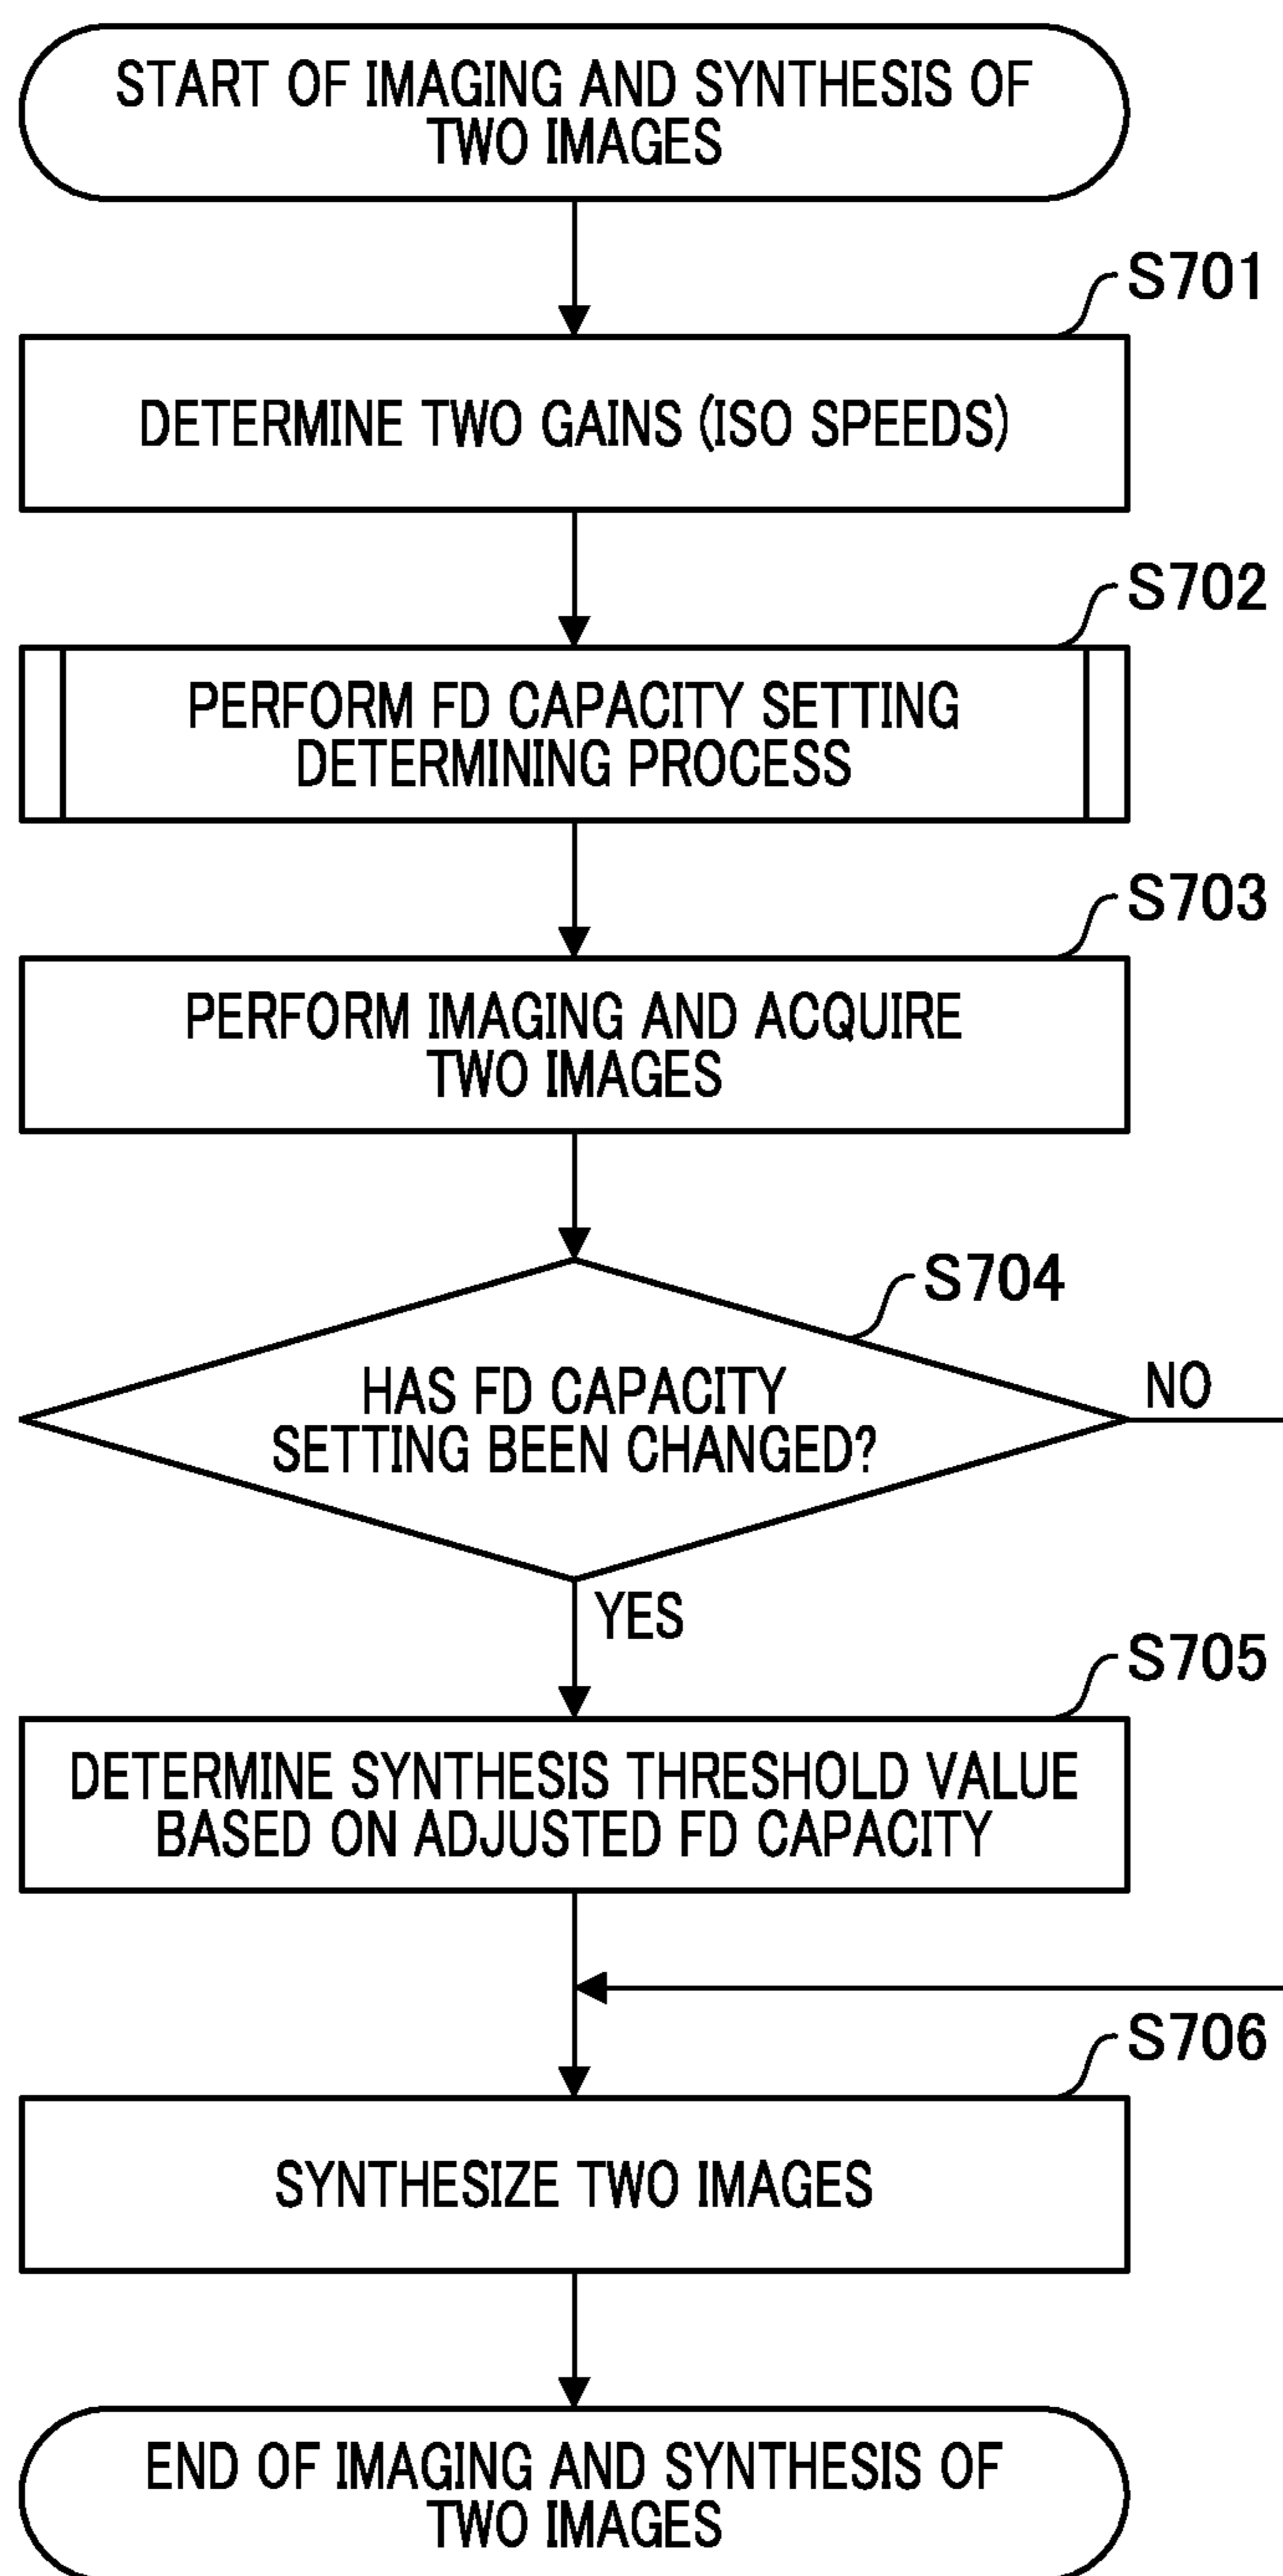 START OF IMAGING AND SYNTHESIS OF
TWO IMAGES
S701
DETERMINE TWO GAINS (ISO SPEEDS)
S702
PERFORM FD CAPACITY SETTING
DETERMINING PROCESS
S703
PERFORM IMAGING AND ACQUIRE
TWO IMAGES
S704
HAS FD CAPACITY
SETTING BEEN CHANGED?
NO
YES
S705
DETERMINE SYNTHESIS THRESHOLD VALUE
BASED ON ADJUSTED FD CAPACITY
S706
SYNTHESIZE TWO IMAGES
END OF IMAGING AND SYNTHESIS OF
TWO IMAGES